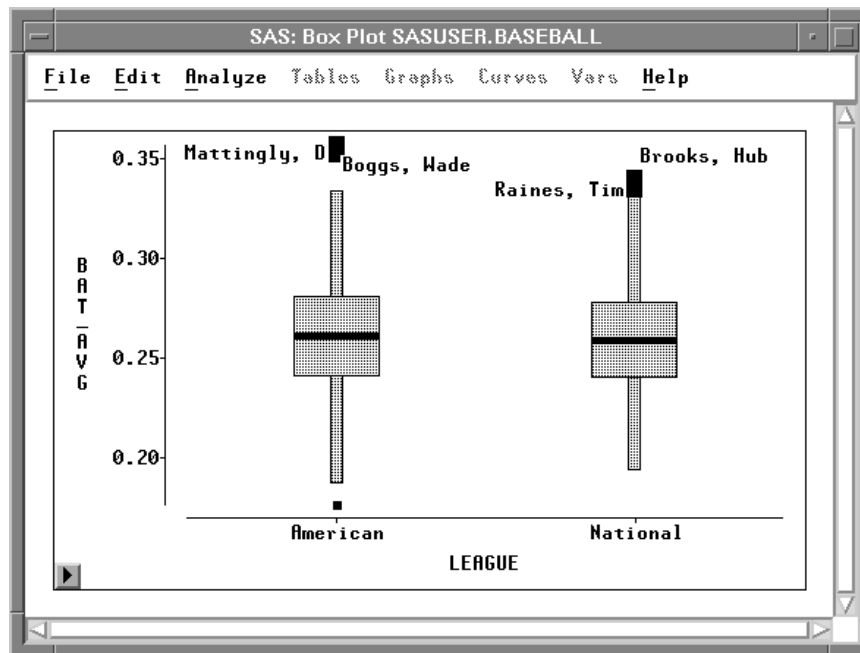 SAS: Box Plot SASUSER.BASEBALL
File Edit Analyze Tables Graphs Curves Vars Help
0.35
Mattingly, D
Boggs, Wade
Brooks, Hub
Raines, Tim
0.30
BAT_AVG
0.25
0.20
American National
LEAGUE